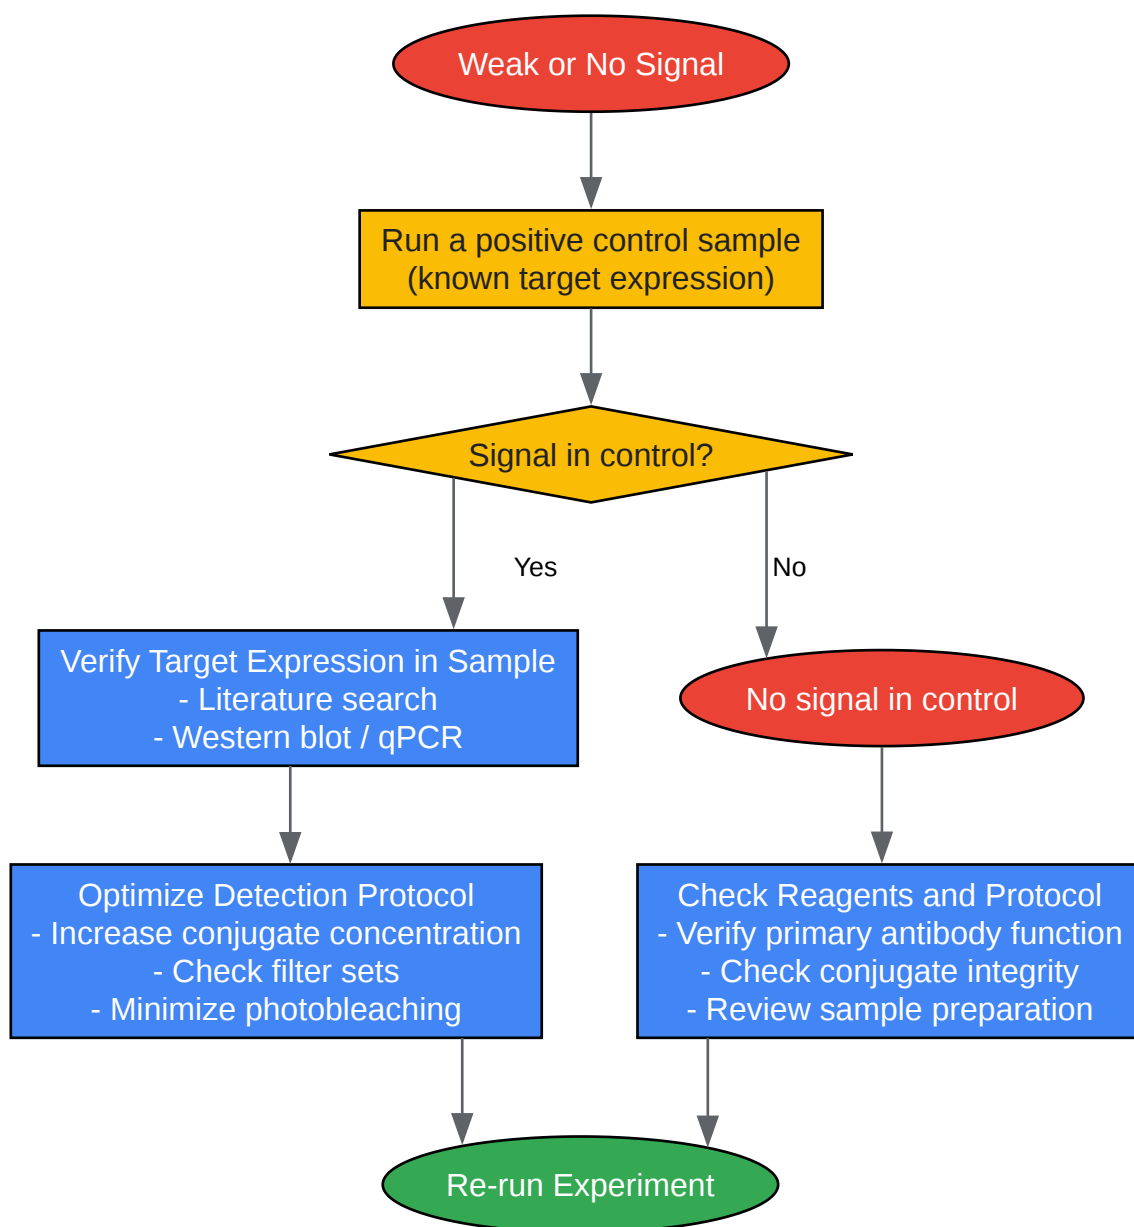 Weak or No Signal
Run a positive control sample
(known target expression)
Signal in control?
Yes
No
Verify Target Expression in Sample
- Literature search
- Western blot / qPCR
No signal in control
Optimize Detection Protocol
- Increase conjugate concentration
- Check filter sets
- Minimize photobleaching
Check Reagents and Protocol
- Verify primary antibody function
- Check conjugate integrity
- Review sample preparation
Re-run Experiment